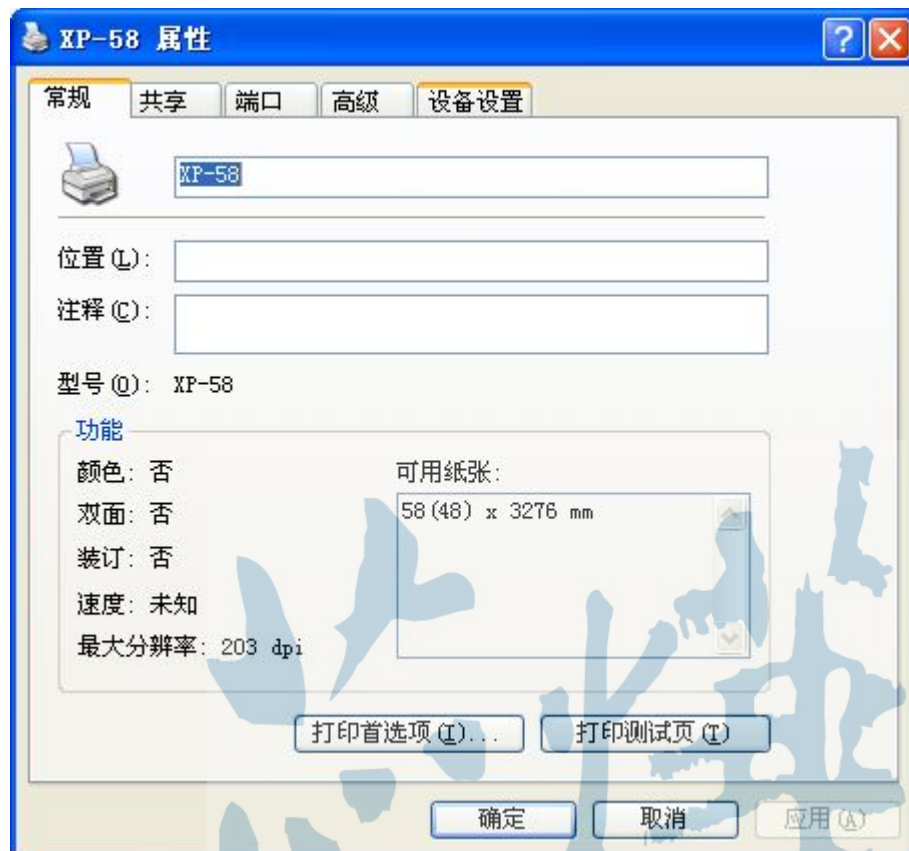 XP-58 属性
常规 共享 端口 高级 设备设置
XP-58
位置(L):
注释(C):
型号(O): XP-58
功能
颜色: 否
可用纸张:
双面: 否
58(48) x 3276 mm
装订: 否
速度: 未知
最大分辨率: 203 dpi
打印首选项(I)... 打印测试页(T)
确定 取消 应用(A)